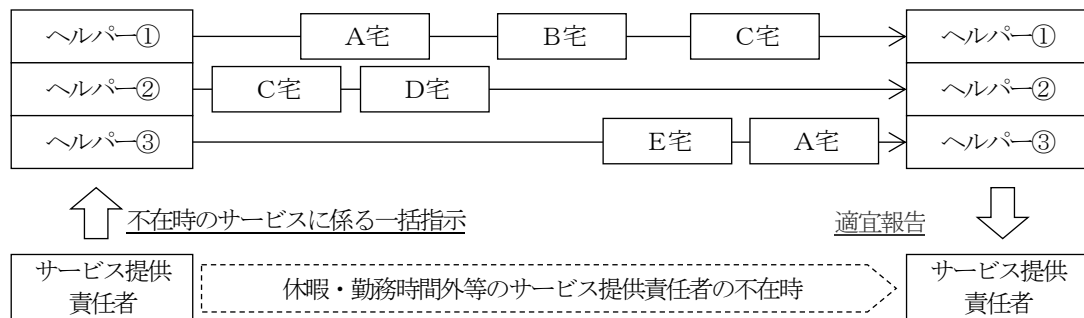 ヘルパー① A宅 B宅 C宅 ヘルパー①
ヘルパー② C宅 D宅 ヘルパー②
ヘルパー③ E宅 A宅 ヘルパー③
不在時のサービスに係る一括指示 適宜報告
サービス提供
責任者
休暇・勤務時間外等のサービス提供責任者の不在時
サービス提供
責任者